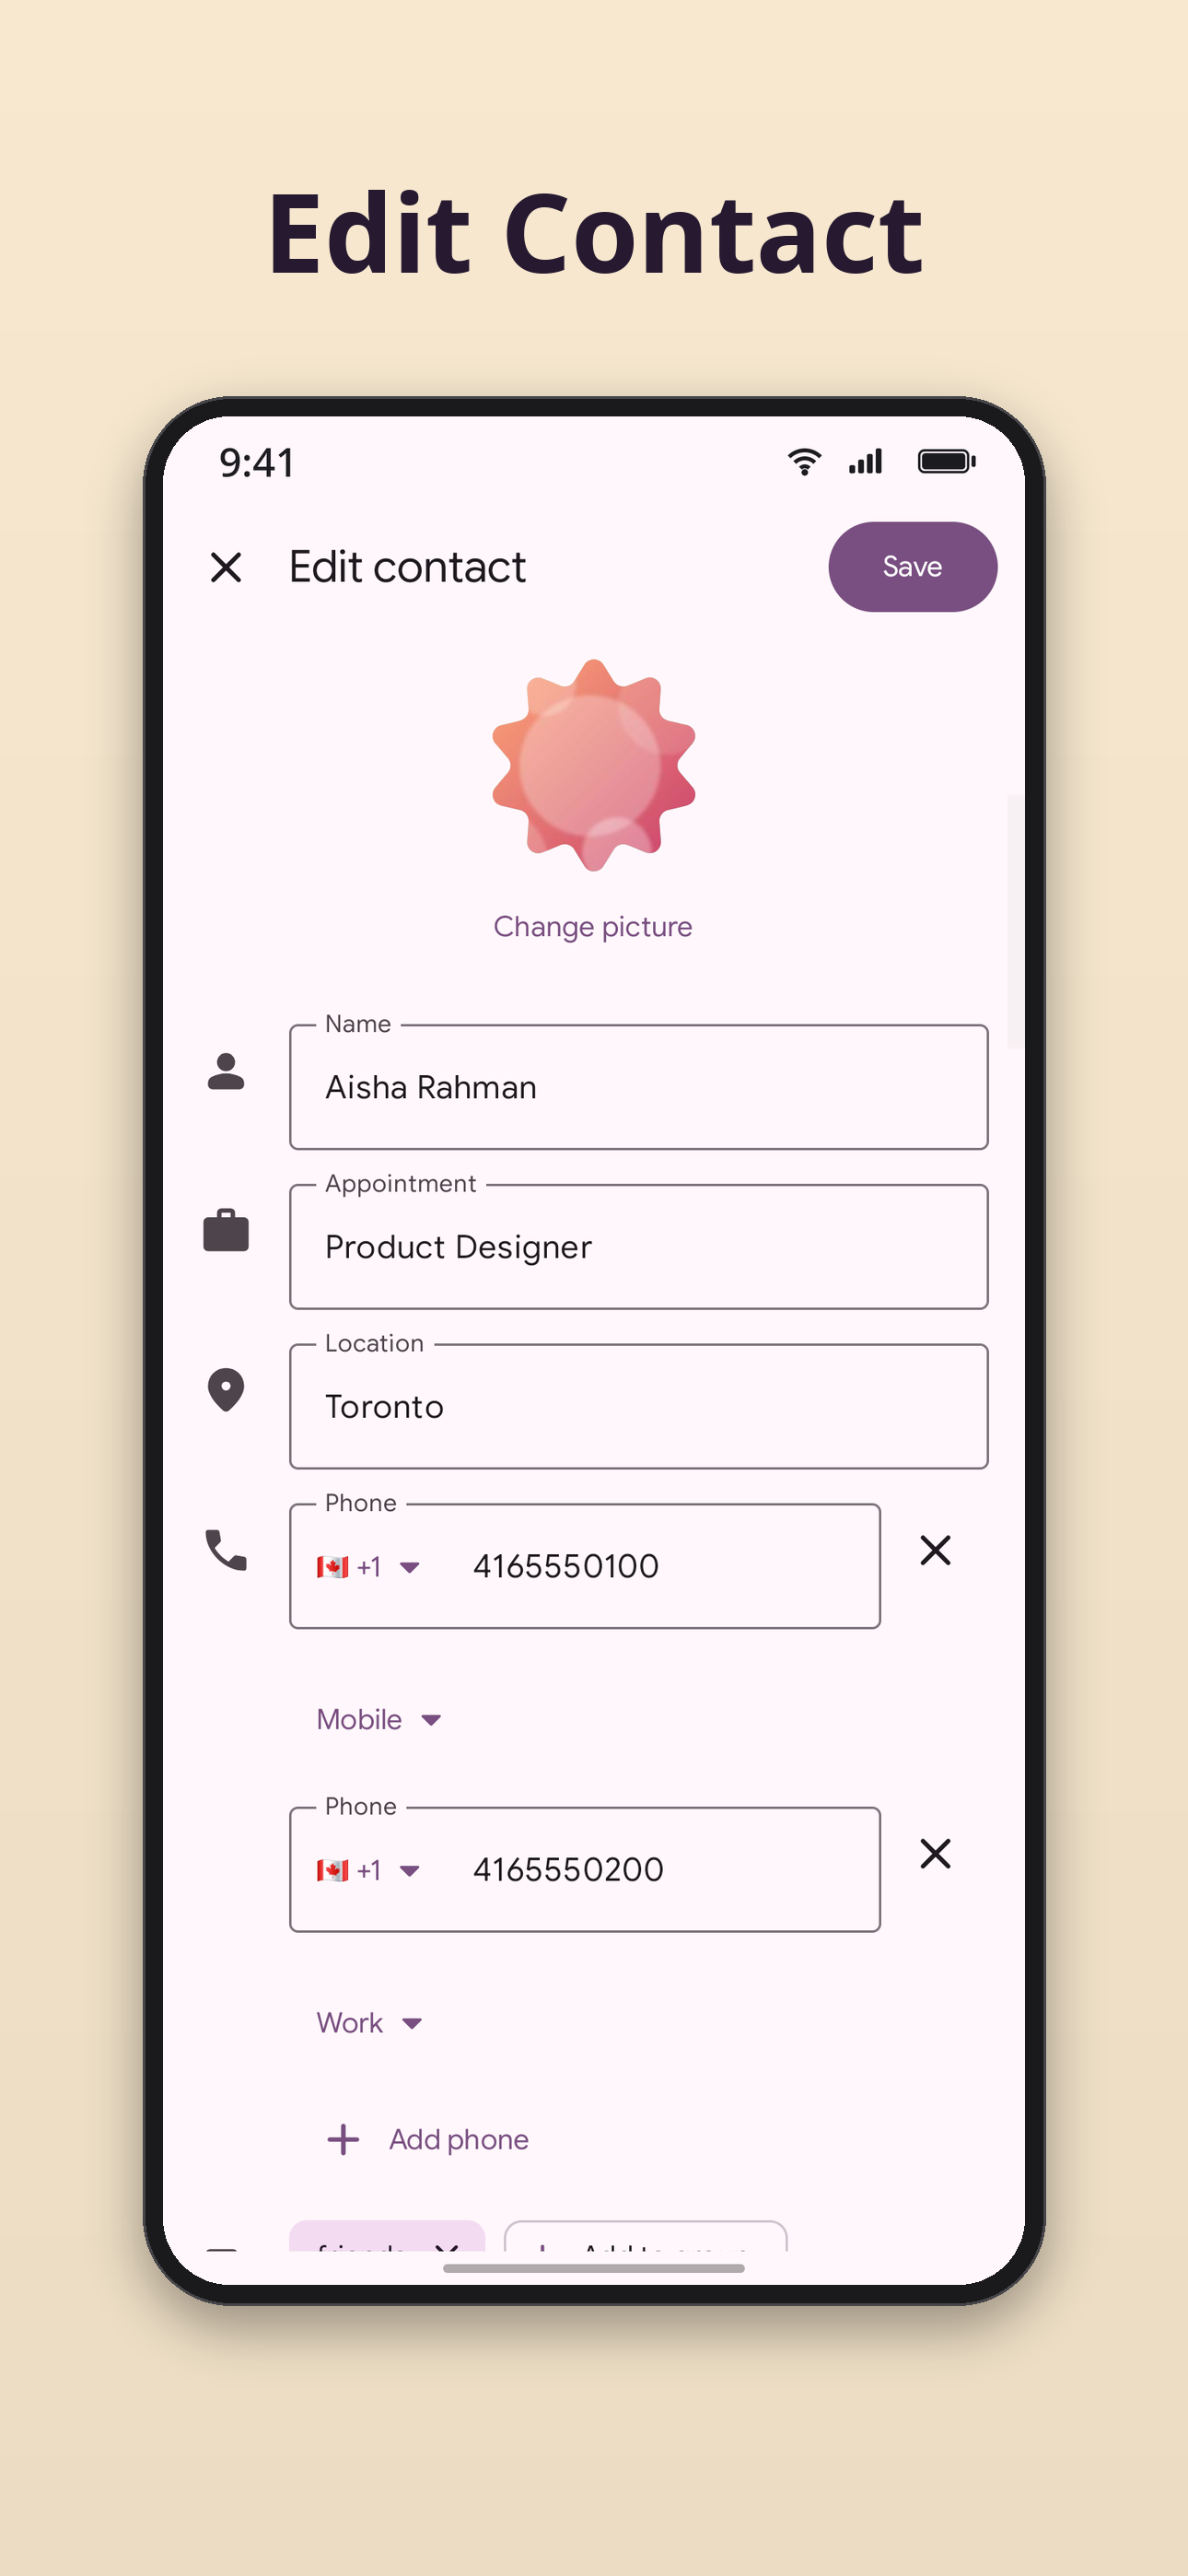 Edit Contact
9:41
Edit contact
Save
Change picture
Name
Aisha Rahman
Appointment
Product Designer
Location
Toronto
Phone
+1 4165550100
Mobile
Phone
+1 4165550200
Work
Add phone